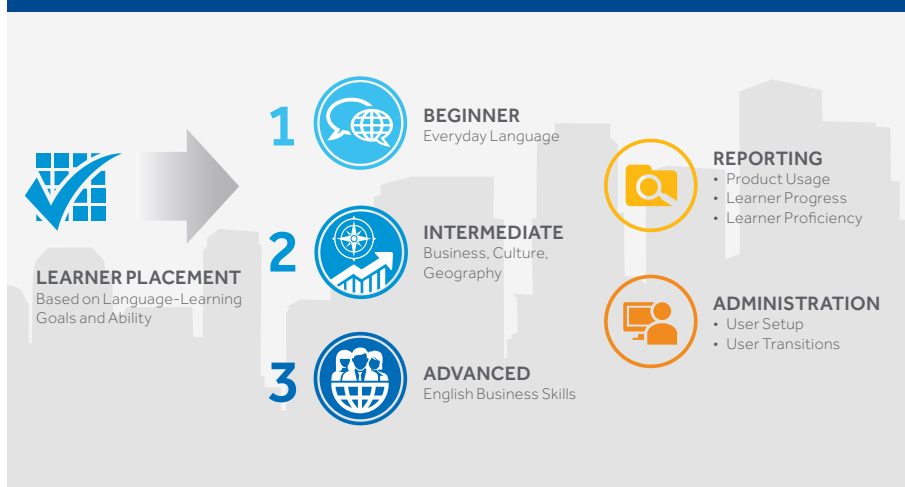 LEARNER PLACEMENT
Based on Language-Learning
Goals and Ability
1
BEGINNER
Everyday Language
2
INTERMEDIATE
Business, Culture,
Geography
3
ADVANCED
English Business Skills
REPORTING
• Product Usage
• Learner Progress
• Learner Proficiency
ADMINISTRATION
• User Setup
• User Transitions